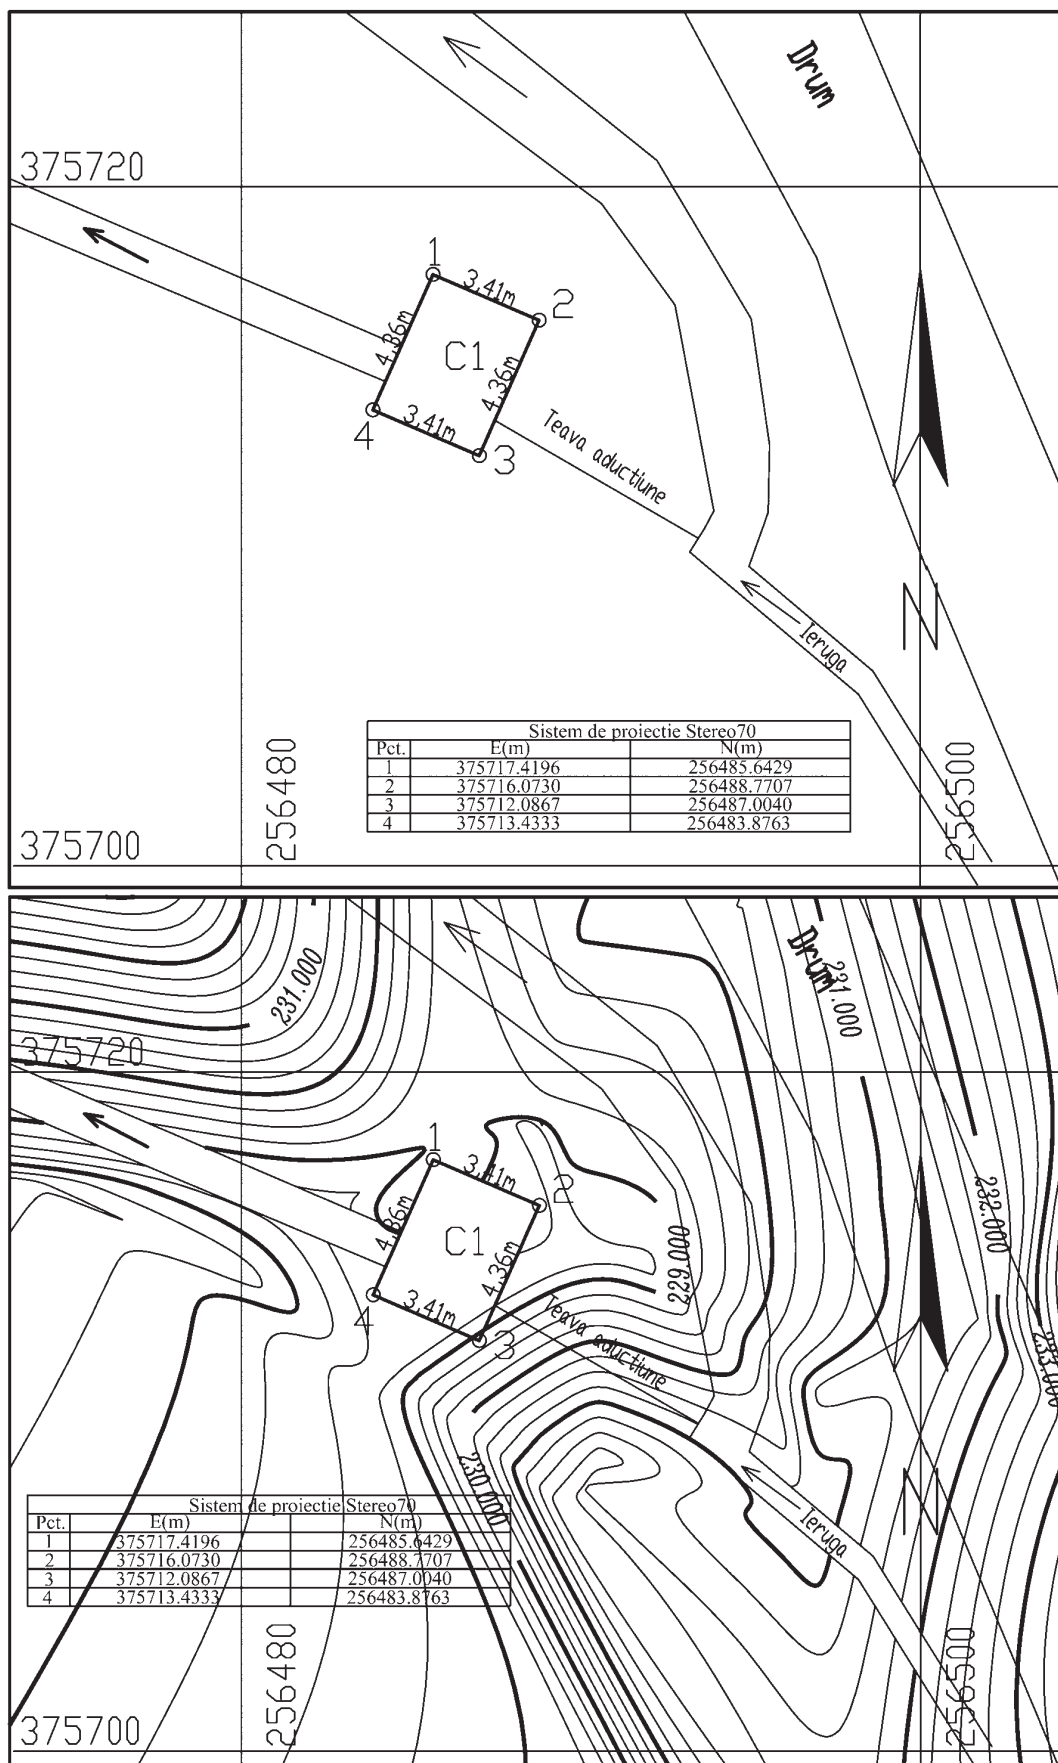 Drum
375720
1
3,41m
2
4,36m
C1
4,36m
4
3,41m
3
Teava aductiune
N
Ieruga
Sistem de proiectie Stereo70
Pct. E(m) N(m)
1 375717.4196 256485.6429
2 375716.0730 256488.7707
3 375712.0867 256487.0040
4 375713.4333 256483.8763
256480
256500
375700
Drum
231.000
231.000
375720
1
3,41m
2
232.000
4,36m
C1
229.000
4,36m
4
3,41m
3
Teava aductiune
233.000
230.000
N
Ieruga
Sistem de proiectie Stereo70
Pct. E(m) N(m)
1 375717.4196 256485.6429
2 375716.0730 256488.7707
3 375712.0867 256487.0040
4 375713.4333 256483.8763
256480
256500
375700